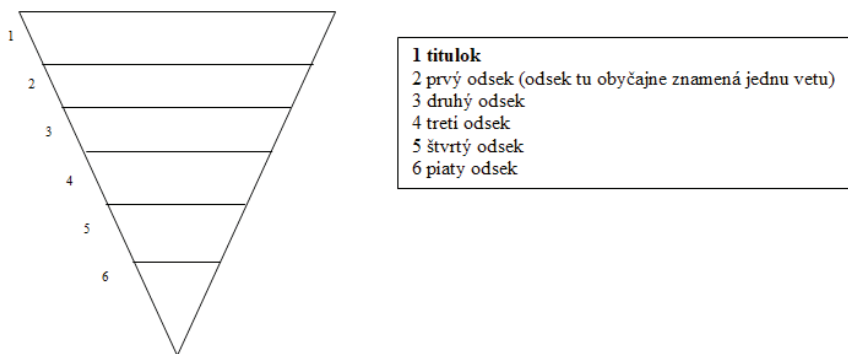 1
2
3
4
5
6
1 titulok
2 prvý odsek (odsek tu obyčajne znamená jednu vetu)
3 druhý odsek
4 tretí odsek
5 štvrtý odsek
6 piaty odsek